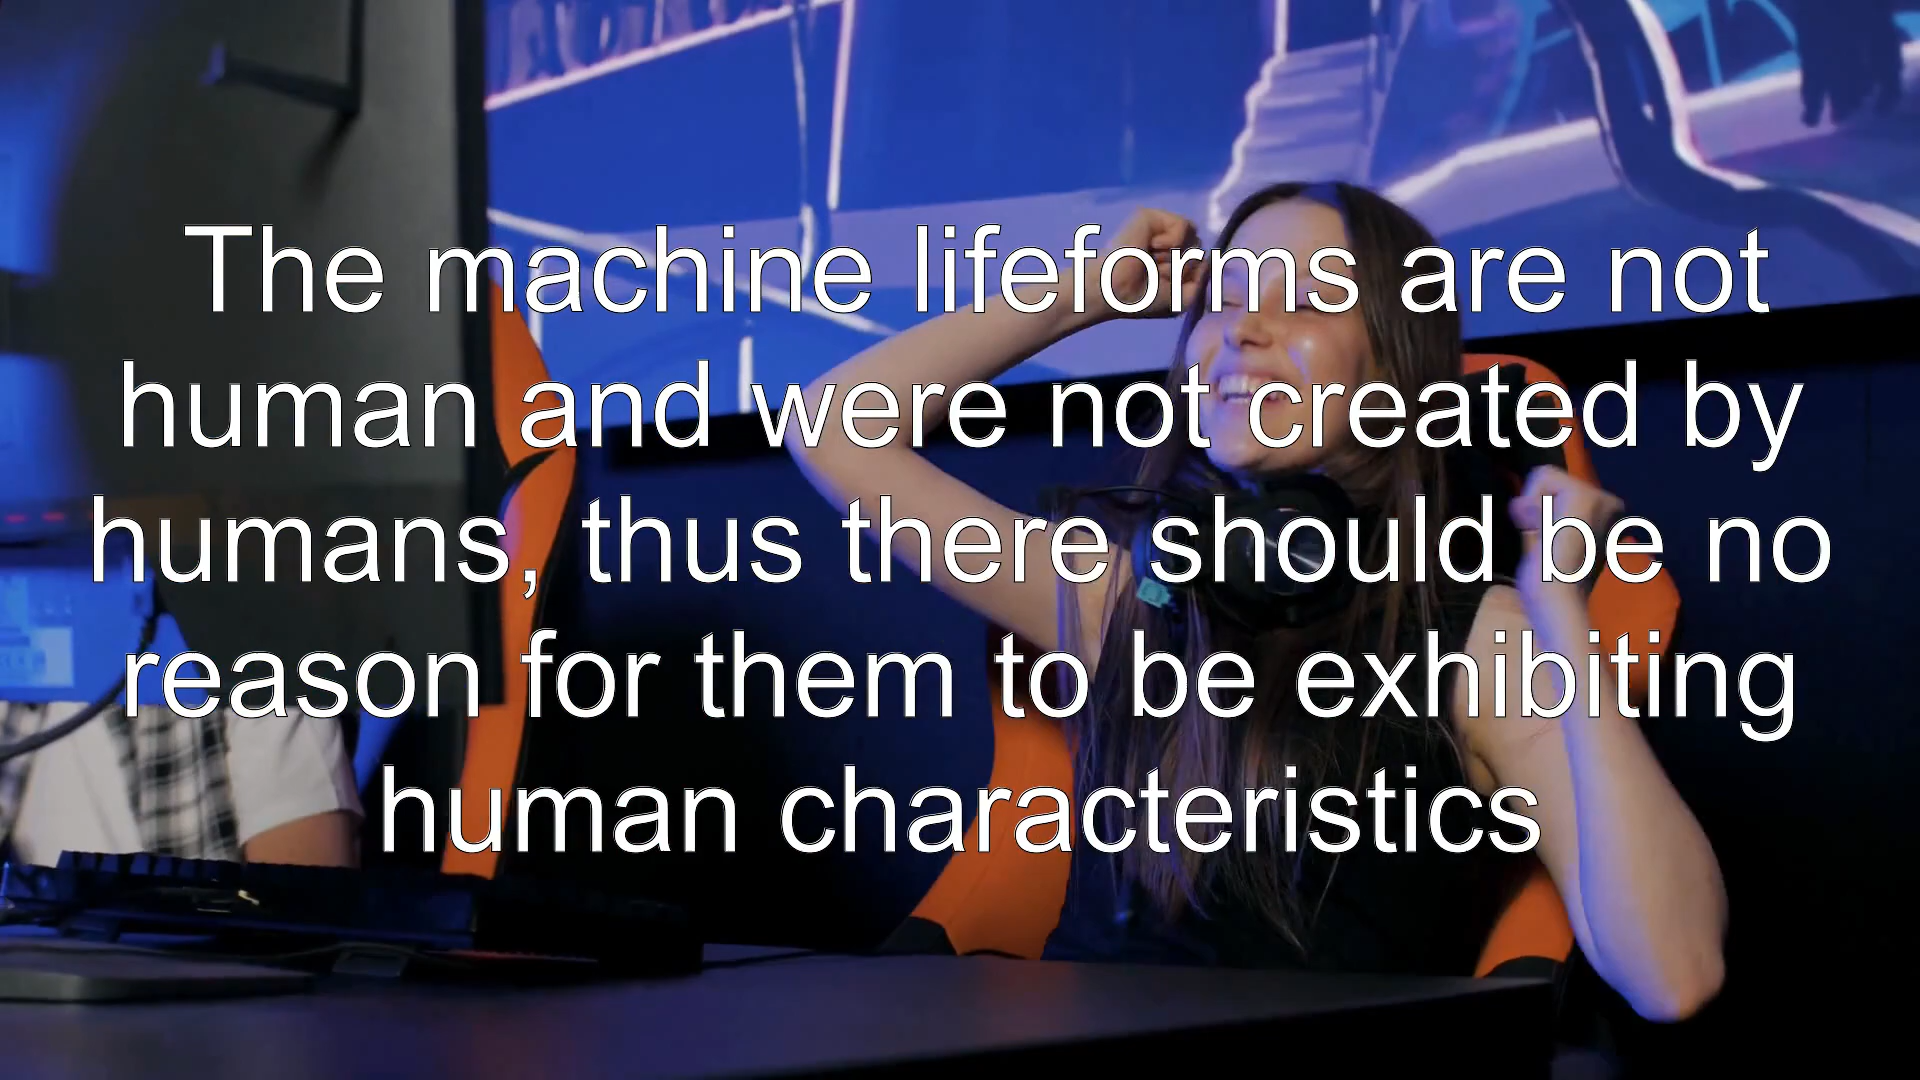 The machine lifeforms are not
human and were not created by
humans, thus there should be no
reason for them to be exhibiting
human characteristics